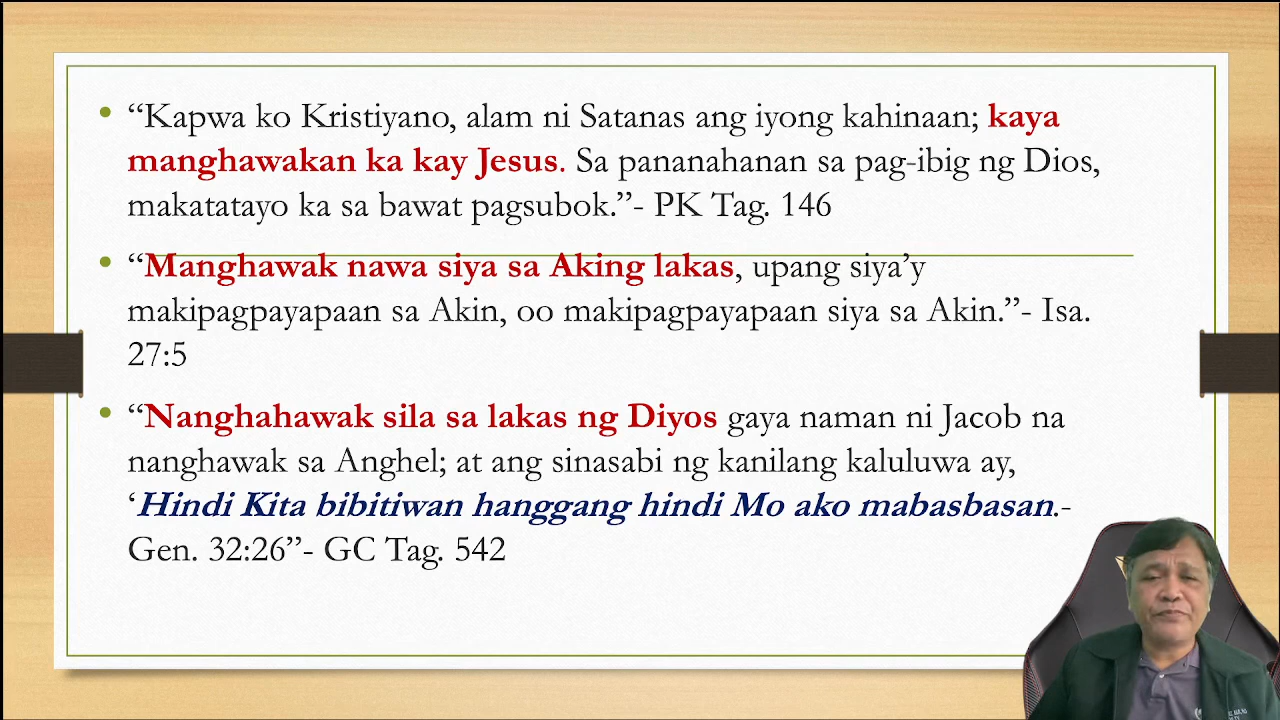 • “Kapwa ko Kristiyano, alam ni Satanas ang iyong kahinaan; kaya
manghawakan ka kay Jesus. Sa pananahanan sa pag-ibig ng Dios,
makatatayo ka sa bawat pagsubok.”- PK Tag. 146
• “Manghawak nawa siya sa Aking lakas, upang siya’y
makipagpayapaan sa Akin, oo makipagpayapaan siya sa Akin.”- Isa.
27:5
• “Nanghahawak sila sa lakas ng Diyos gaya naman ni Jacob na
nanghawak sa Anghel; at ang sinasabi ng kanilang kaluluwa ay,
‘Hindi Kita bibitiwan hanggang hindi Mo ako mabasbasan.-
Gen. 32:26”- GC Tag. 542